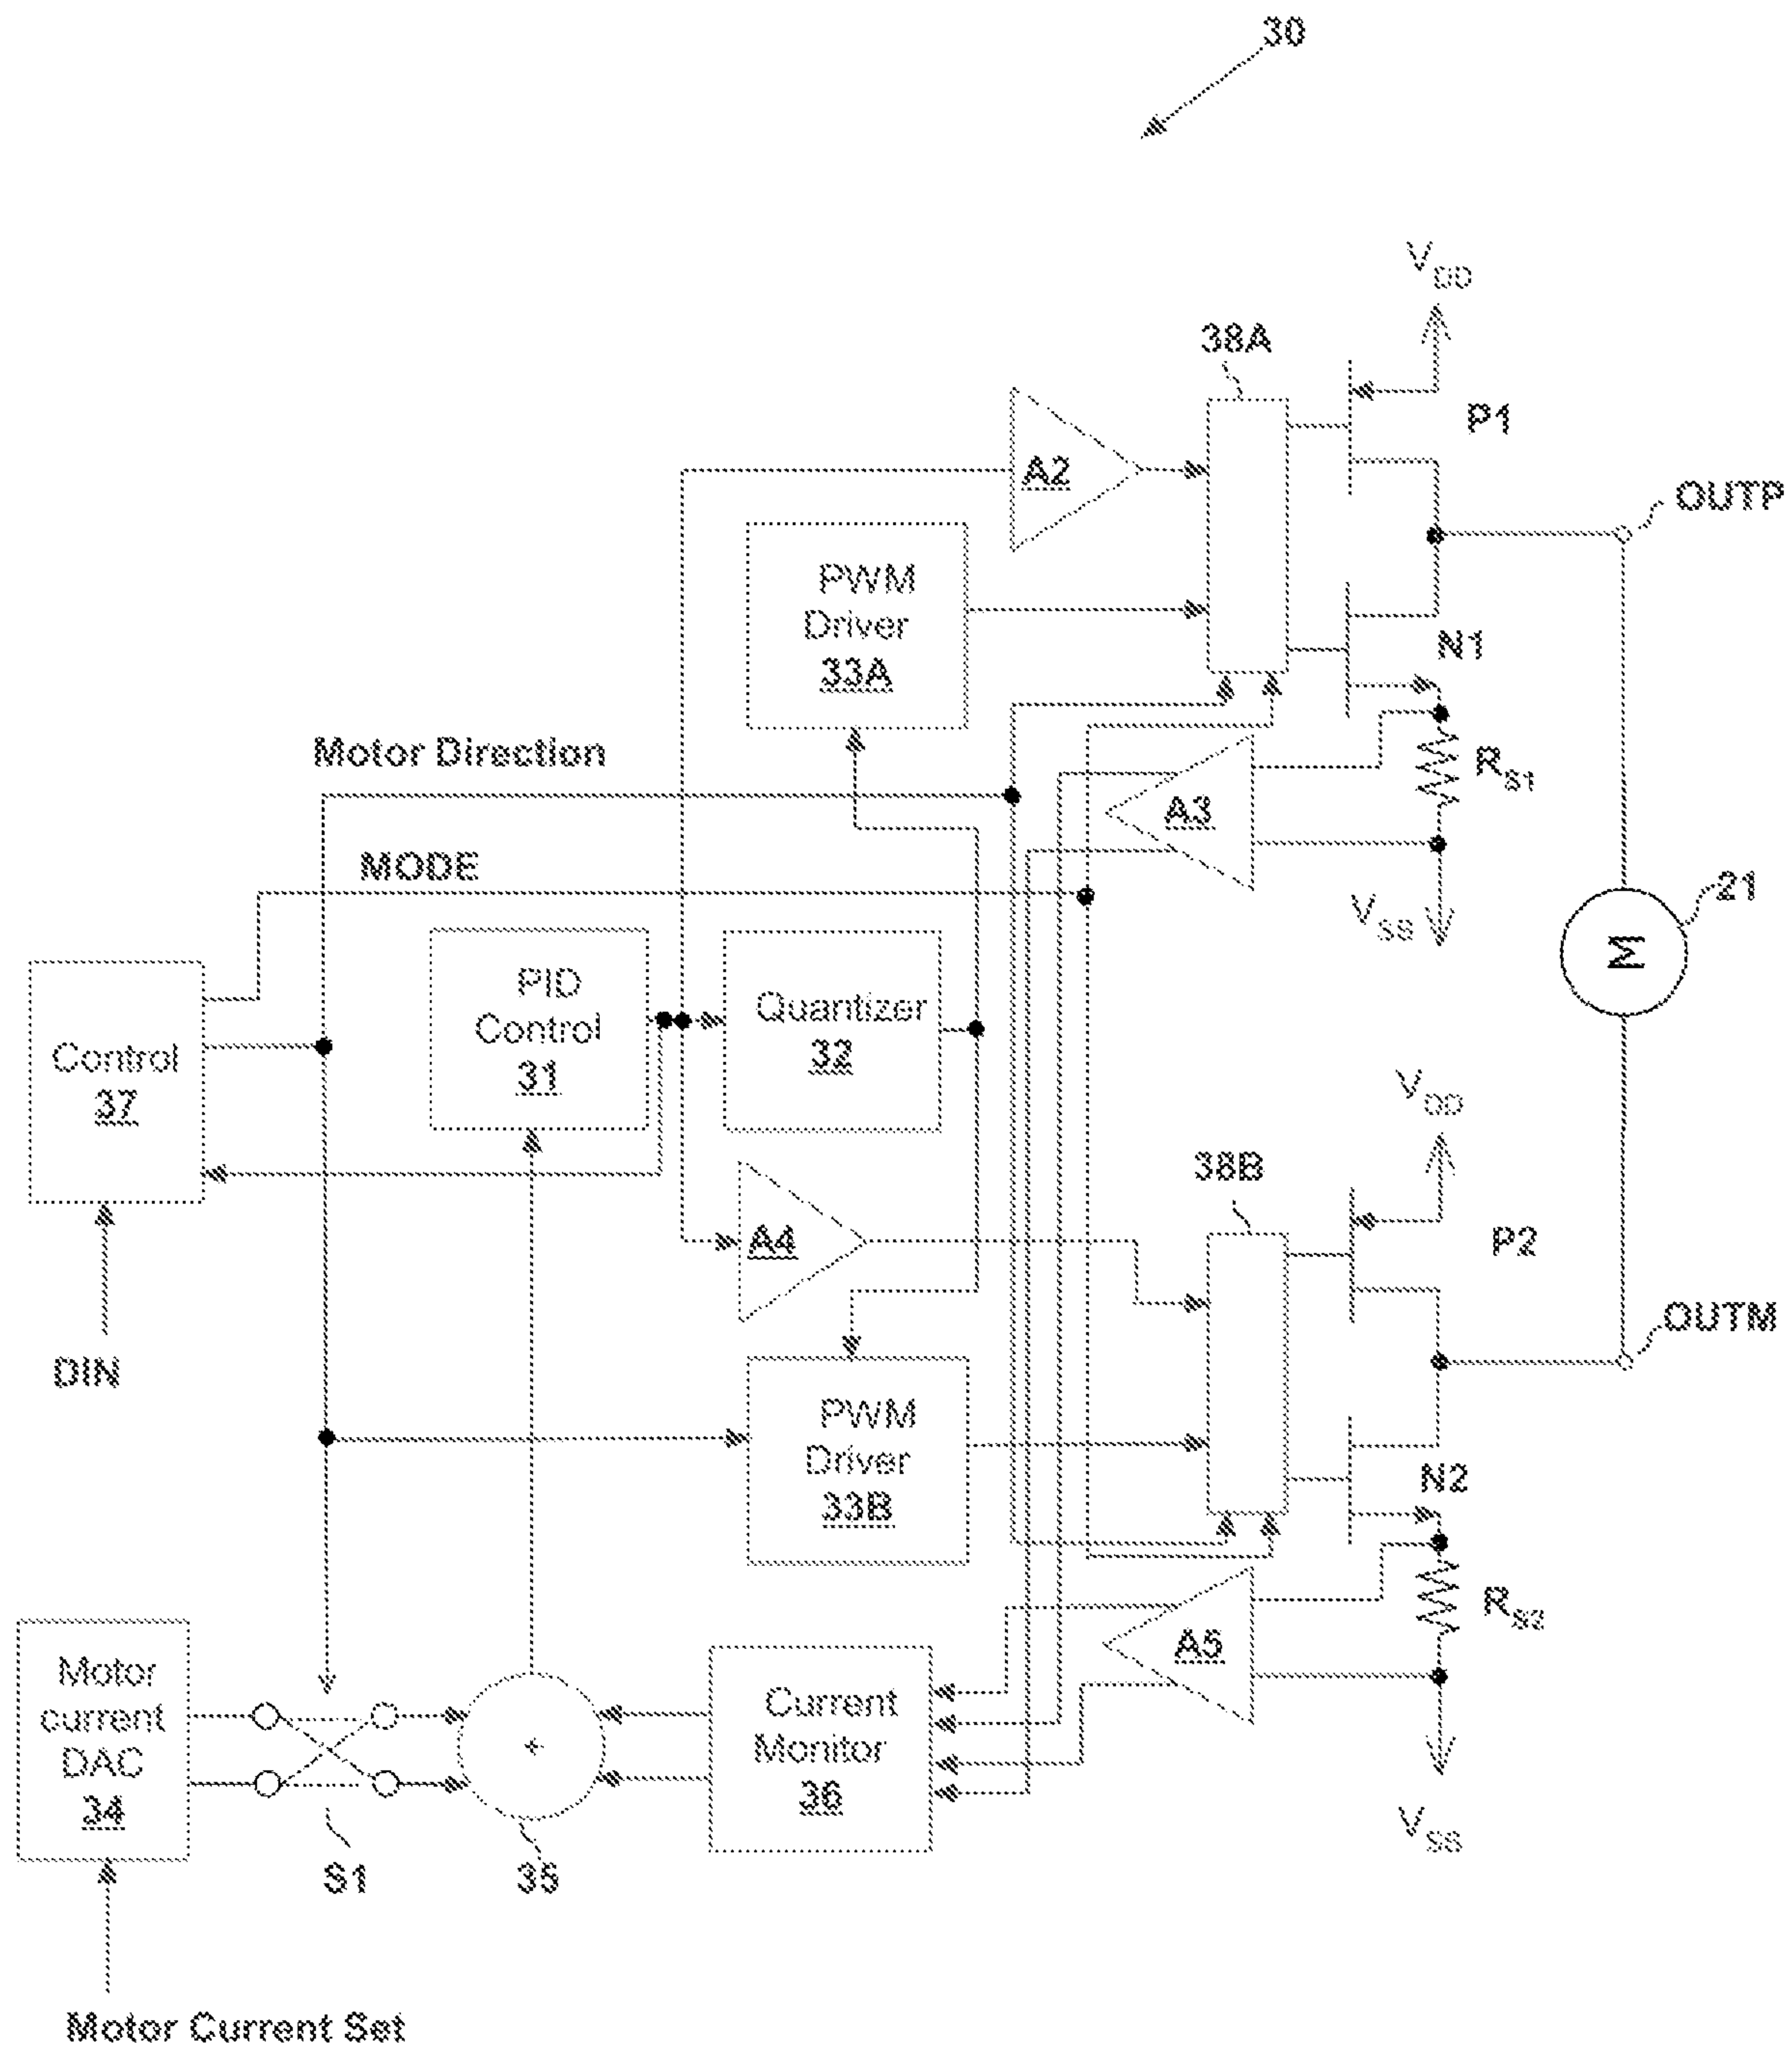 30
V_DD
38A
P1
A2
OUTP
PWM
Driver
33A
N1
Motor Direction
R_S1
A3
MODE
V_SS
21
M
PID
Control
31
Quantizer
32
Control
37
V_DD
38B
A4
P2
OUTM
DIN
PWM
Driver
33B
N2
R_S2
A5
Motor
current
DAC
34
+
Current
Monitor
36
V_SS
S1
35
Motor Current Set